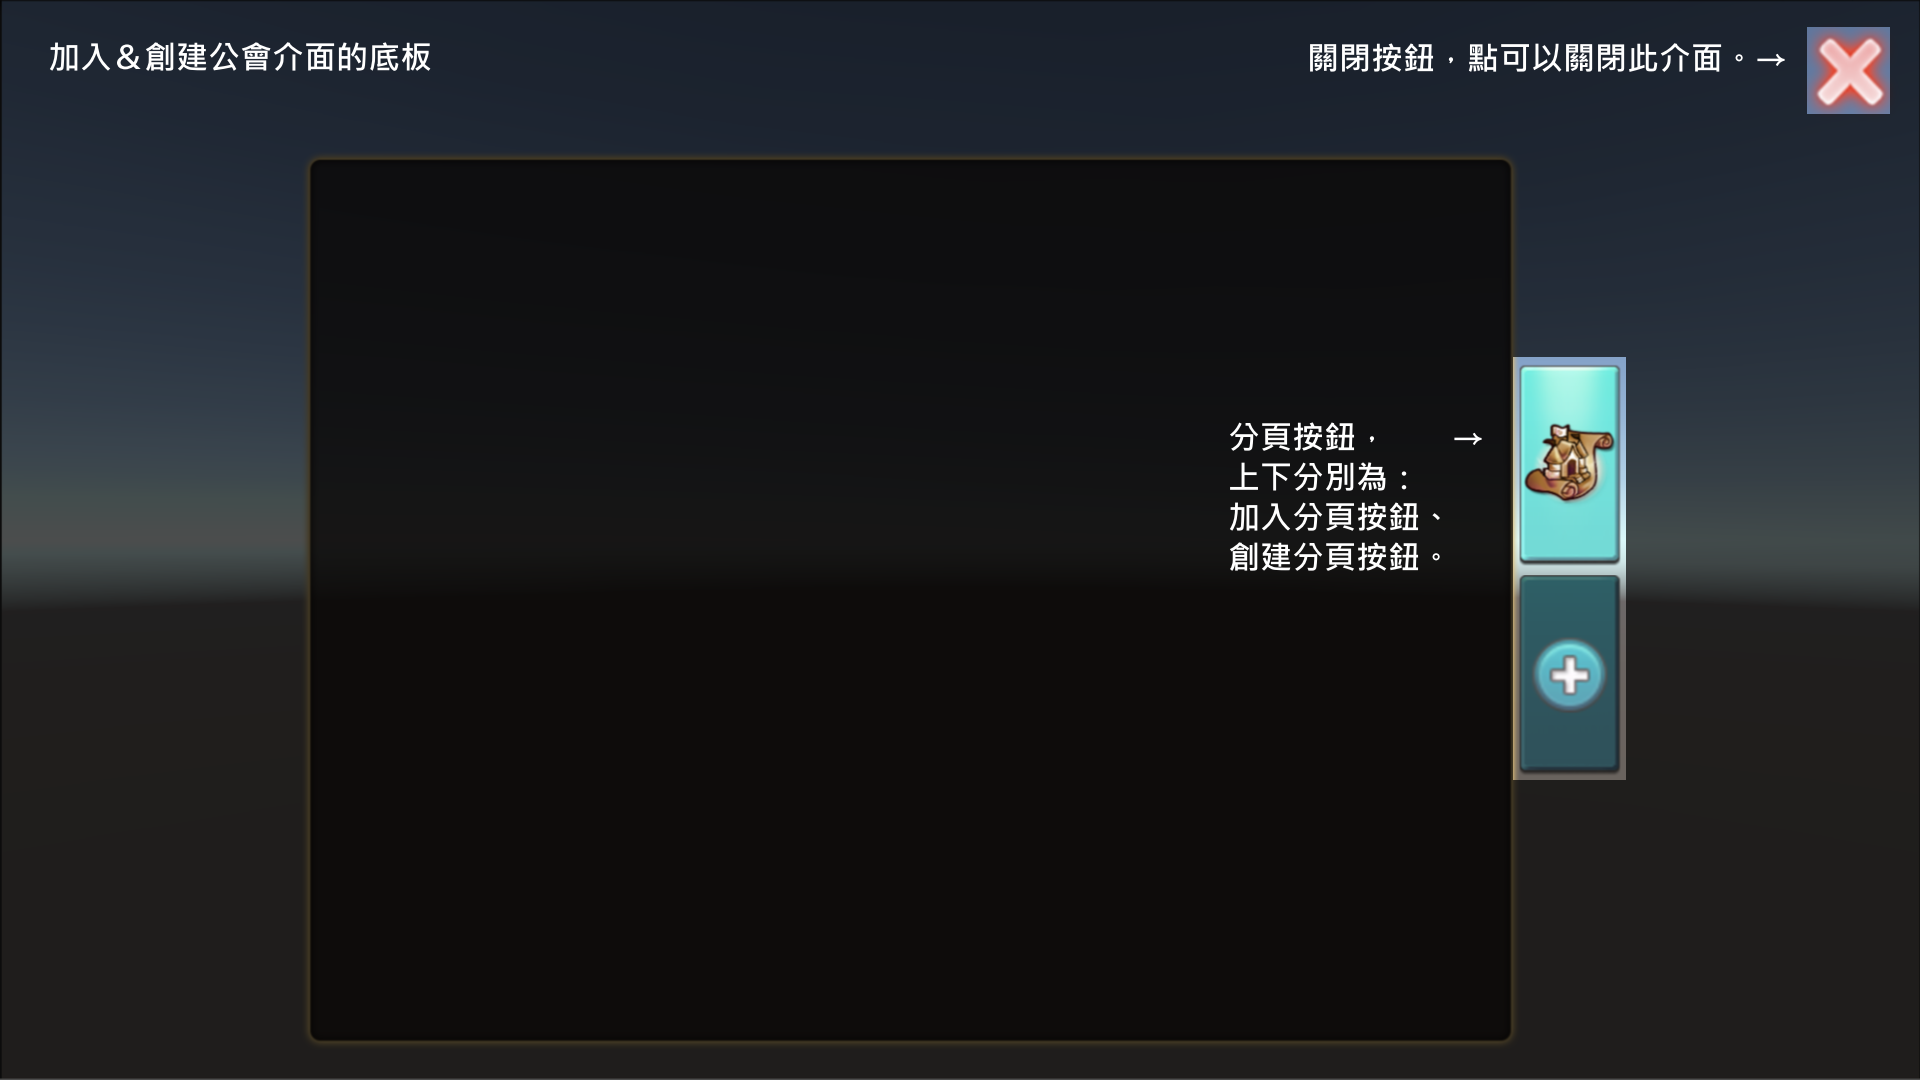 加入＆創建公會介面的底板
關閉按鈕，點可以關閉此介面。→
分頁按鈕，　　→
上下分別為：
加入分頁按鈕、
創建分頁按鈕。